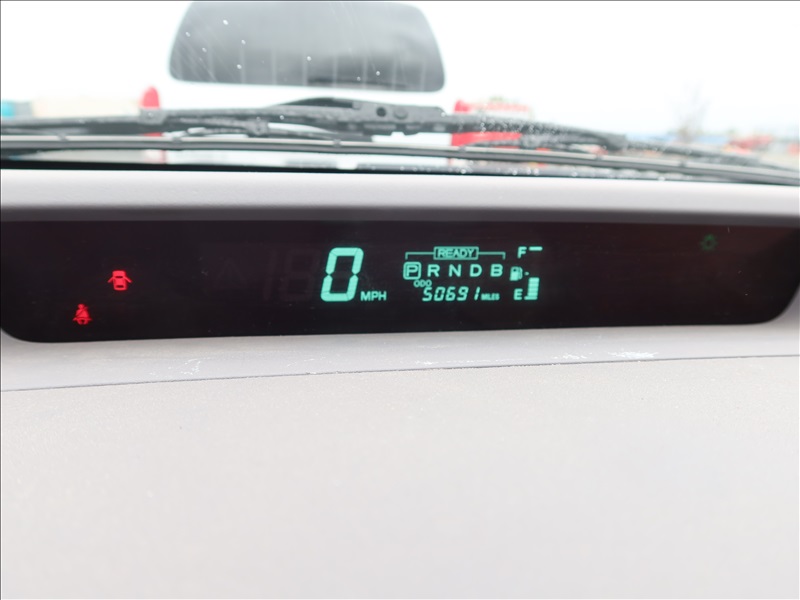 READY F
0 MPH P R N D B
ODO
50691 MILES E